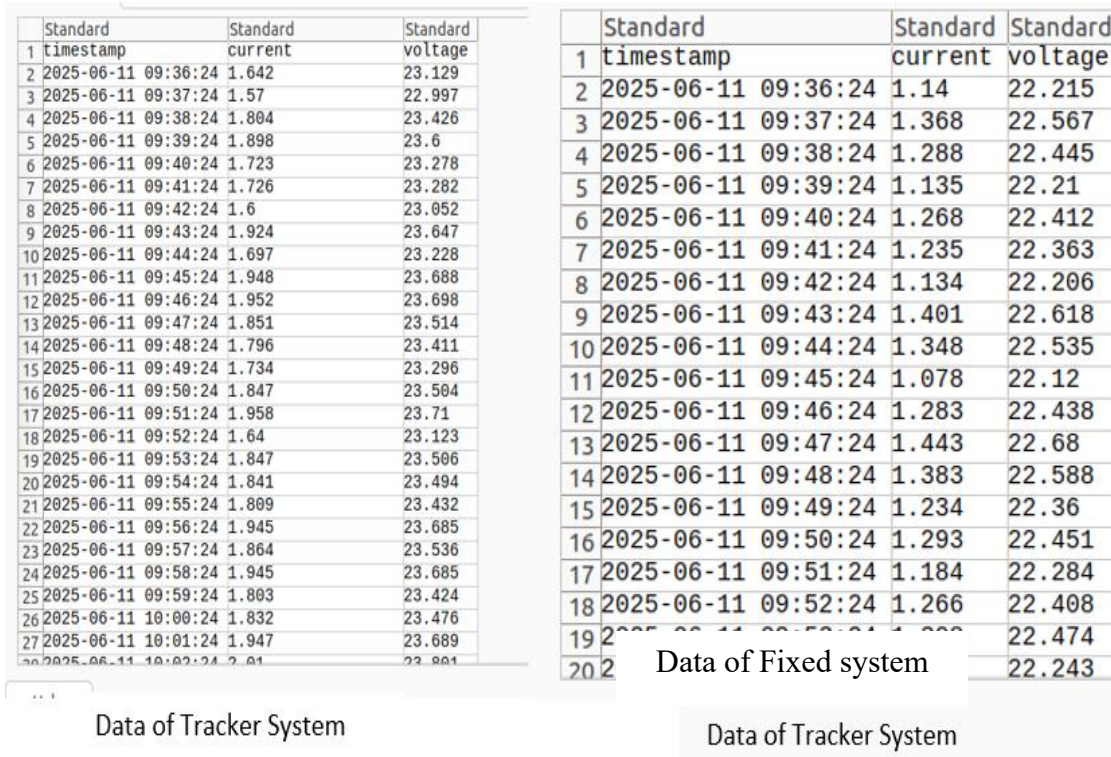 Standard Standard Standard
1 timestamp current voltage
2 2025-06-11 09:36:24 1.642 23.129
3 2025-06-11 09:37:24 1.57 22.997
4 2025-06-11 09:38:24 1.804 23.426
5 2025-06-11 09:39:24 1.898 23.6
6 2025-06-11 09:40:24 1.723 23.278
7 2025-06-11 09:41:24 1.726 23.282
8 2025-06-11 09:42:24 1.6 23.052
9 2025-06-11 09:43:24 1.924 23.647
10 2025-06-11 09:44:24 1.697 23.228
11 2025-06-11 09:45:24 1.948 23.688
12 2025-06-11 09:46:24 1.952 23.698
13 2025-06-11 09:47:24 1.851 23.514
14 2025-06-11 09:48:24 1.796 23.411
15 2025-06-11 09:49:24 1.734 23.296
16 2025-06-11 09:50:24 1.847 23.504
17 2025-06-11 09:51:24 1.958 23.71
18 2025-06-11 09:52:24 1.64 23.123
19 2025-06-11 09:53:24 1.847 23.506
20 2025-06-11 09:54:24 1.841 23.494
21 2025-06-11 09:55:24 1.809 23.432
22 2025-06-11 09:56:24 1.945 23.685
23 2025-06-11 09:57:24 1.864 23.536
24 2025-06-11 09:58:24 1.945 23.685
25 2025-06-11 09:59:24 1.803 23.424
26 2025-06-11 10:00:24 1.832 23.476
27 2025-06-11 10:01:24 1.947 23.689
28 2025-06-11 10:02:24 2.01 23.801
Data of Tracker System
Standard Standard Standard
1 timestamp current voltage
2 2025-06-11 09:36:24 1.14 22.215
3 2025-06-11 09:37:24 1.368 22.567
4 2025-06-11 09:38:24 1.288 22.445
5 2025-06-11 09:39:24 1.135 22.21
6 2025-06-11 09:40:24 1.268 22.412
7 2025-06-11 09:41:24 1.235 22.363
8 2025-06-11 09:42:24 1.134 22.206
9 2025-06-11 09:43:24 1.401 22.618
10 2025-06-11 09:44:24 1.348 22.535
11 2025-06-11 09:45:24 1.078 22.12
12 2025-06-11 09:46:24 1.283 22.438
13 2025-06-11 09:47:24 1.443 22.68
14 2025-06-11 09:48:24 1.383 22.588
15 2025-06-11 09:49:24 1.234 22.36
16 2025-06-11 09:50:24 1.293 22.451
17 2025-06-11 09:51:24 1.184 22.284
18 2025-06-11 09:52:24 1.266 22.408
19 22.474
20 22.243
Data of Fixed system
Data of Tracker System